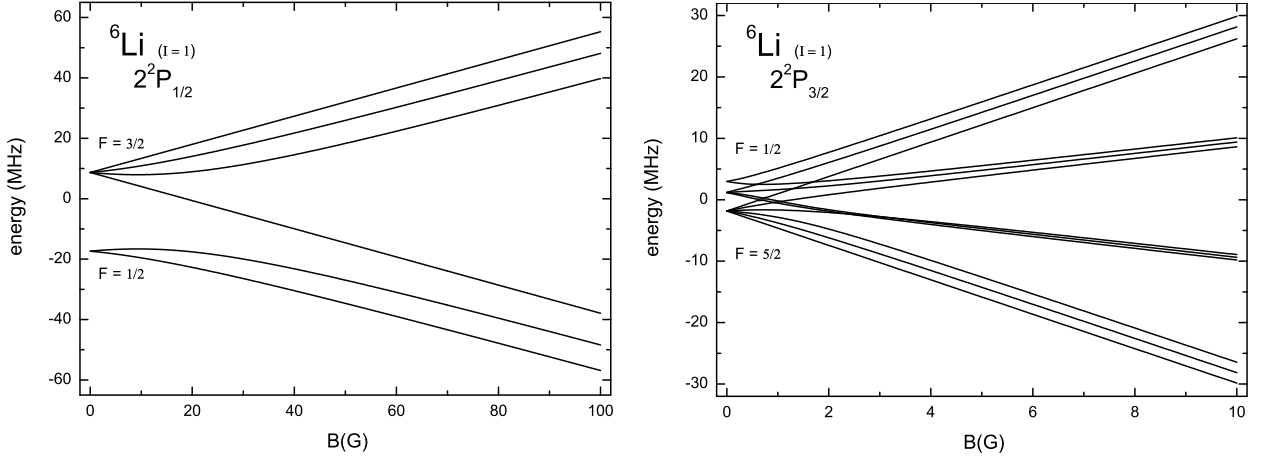 ⁶Li (I = 1)
2²P₁/₂
F = 3/2
F = 1/2
energy (MHz)
60
40
20
0
-20
-40
-60
0 20 40 60 80 100
B(G)
⁶Li (I = 1)
2²P₃/₂
F = 1/2
F = 5/2
energy (MHz)
30
20
10
0
-10
-20
-30
0 2 4 6 8 10
B(G)